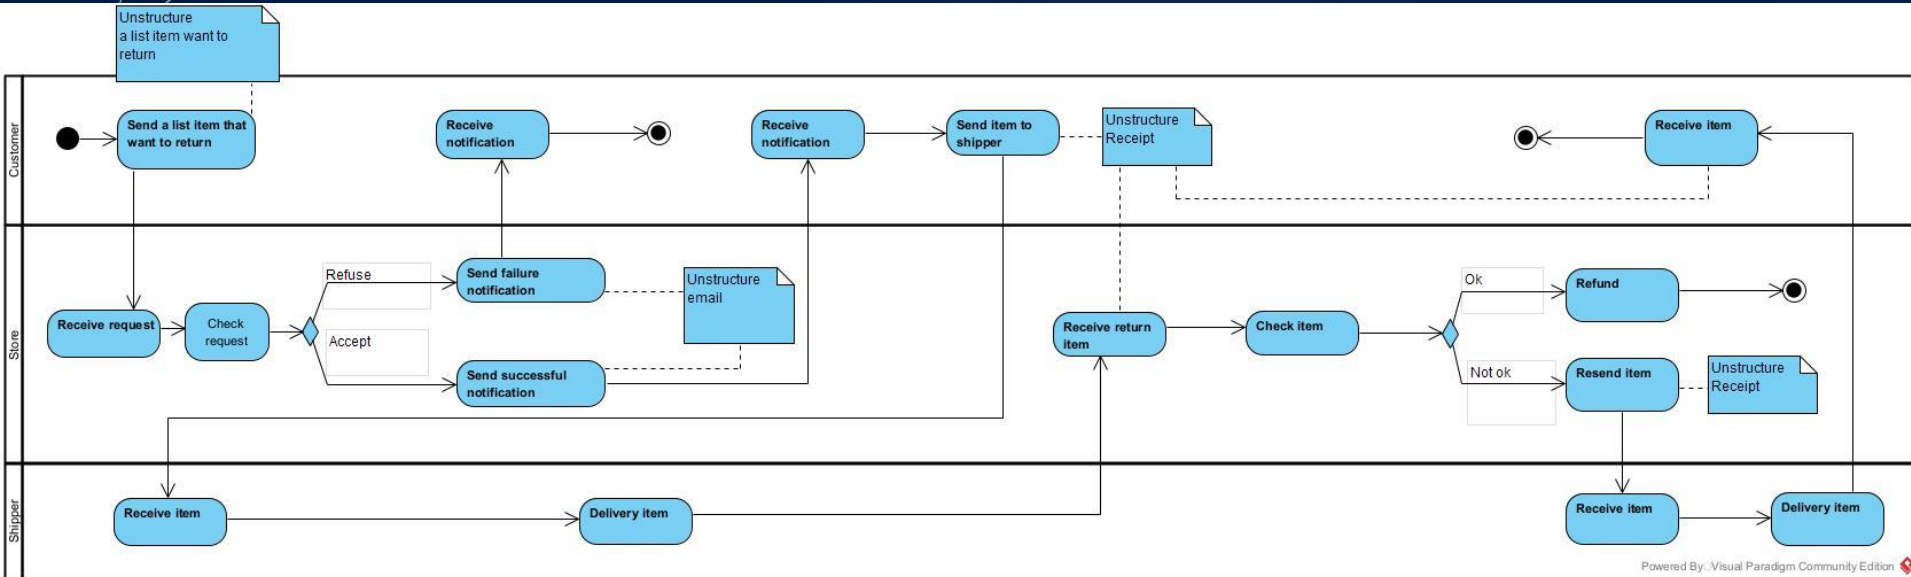 Unstructure
a list item want to
return
Customer
Send a list item that
want to return
Receive
notification
Receive
notification
Send item to
shipper
Unstructure
Receipt
Receive item
Store
Receive request
Check
request
Refuse
Accept
Send failure
notification
Send successful
notification
Unstructure
email
Receive return
item
Check item
Ok
Not ok
Refund
Resend item
Unstructure
Receipt
Shipper
Receive item
Delivery item
Receive item
Delivery item
Powered By Visual Paradigm Community Edition